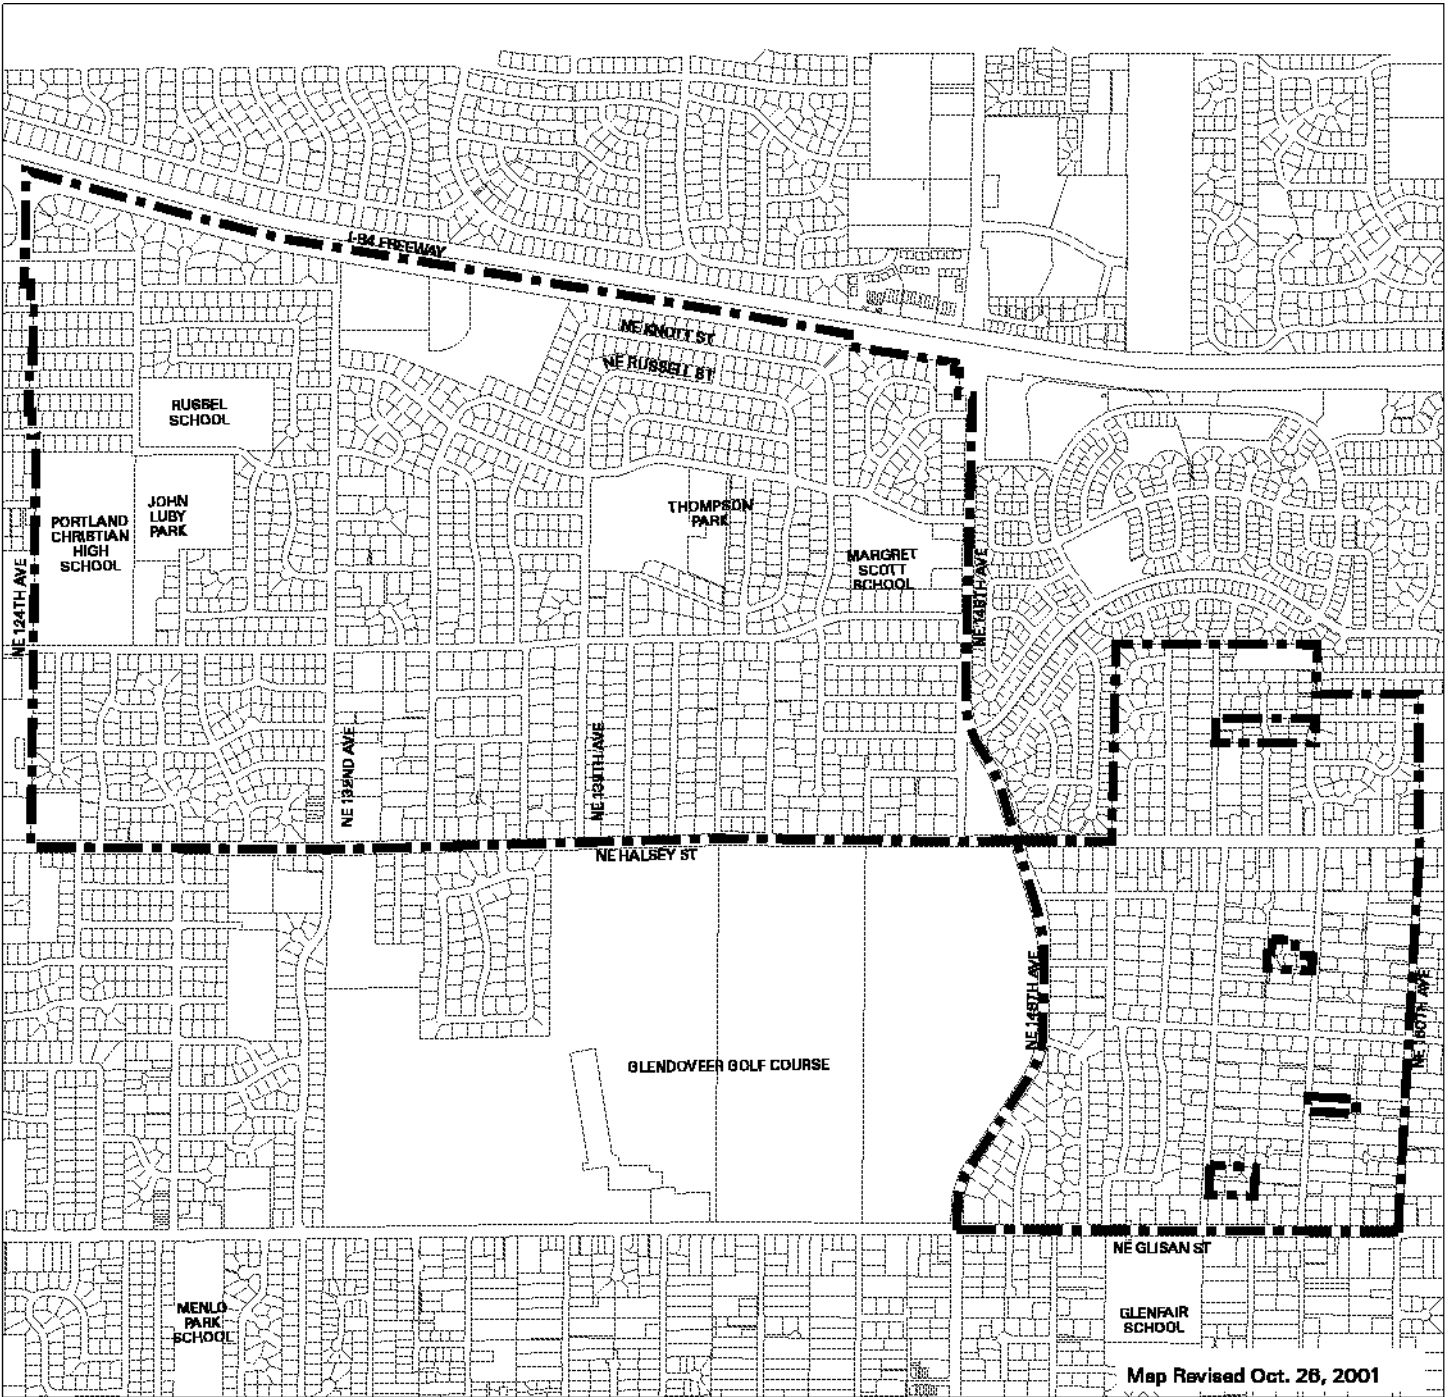 I-84 FREEWAY
NE KNOTT ST
NE RUSSELL ST
RUSSEL
SCHOOL
JOHN
LUBY
PARK
PORTLAND
CHRISTIAN
HIGH
SCHOOL
THOMPSON
PARK
MARGRET
SCOTT
SCHOOL
NE 124TH AVE
NE 148TH AVE
NE 132ND AVE
NE 139TH AVE
NE HALSEY ST
NE 148TH AVE
NE 160TH AVE
GLENDOVEER GOLF COURSE
NE GLISAN ST
MENLO
PARK
SCHOOL
GLENFAIR
SCHOOL
Map Revised Oct. 26, 2001